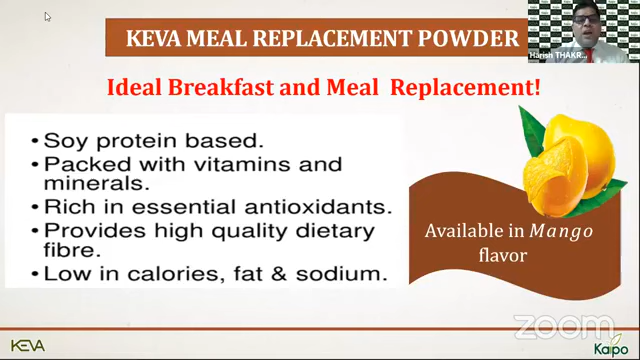 KEVA MEAL REPLACEMENT POWDER
Harish THAKR...
Ideal Breakfast and Meal Replacement!
• Soy protein based.
• Packed with vitamins and
minerals.
• Rich in essential antioxidants.
• Provides high quality dietary
fibre.
• Low in calories, fat & sodium.
Available in Mango
flavor
KEVA
zoom
Kaipo